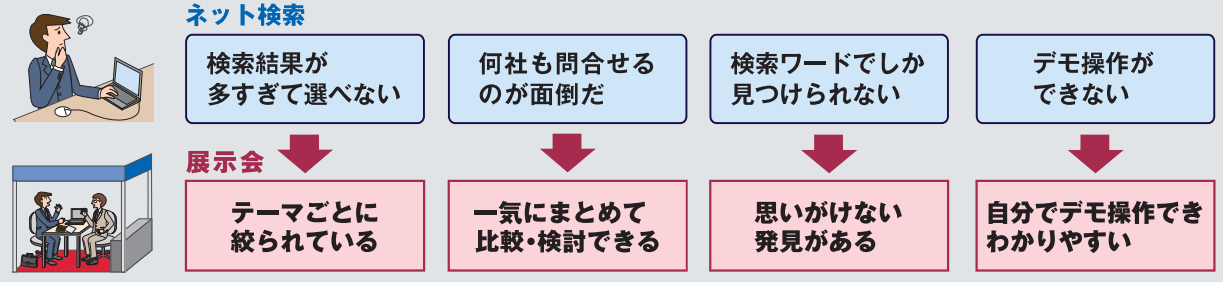 ネット検索
検索結果が
多すぎて選べない
何社も問合せる
のが面倒だ
検索ワードでしか
見つけられない
デモ操作が
できない
展示会
テーマごとに
絞られている
一気にまとめて
比較・検討できる
思いがけない
発見がある
自分でデモ操作でき
わかりやすい